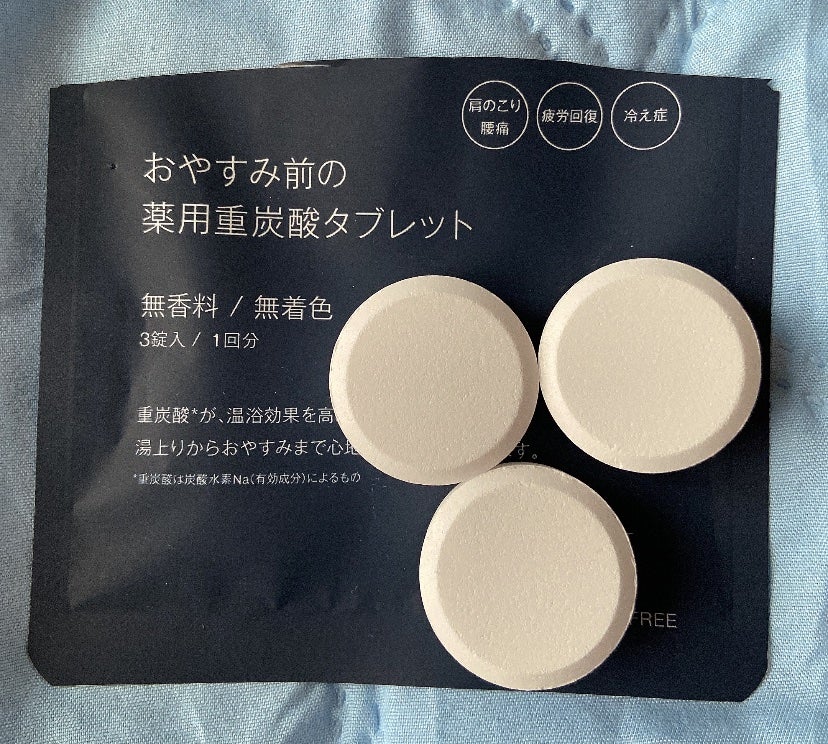 肩のこり
腰痛
疲労回復
冷え症
おやすみ前の
薬用重炭酸タブレット
無香料 / 無着色
3錠入 / 1回分
重炭酸*が、温浴効果を高
湯上りからおやすみまで心地 す。
*重炭酸は炭酸水素Na(有効成分)によるもの
FREE